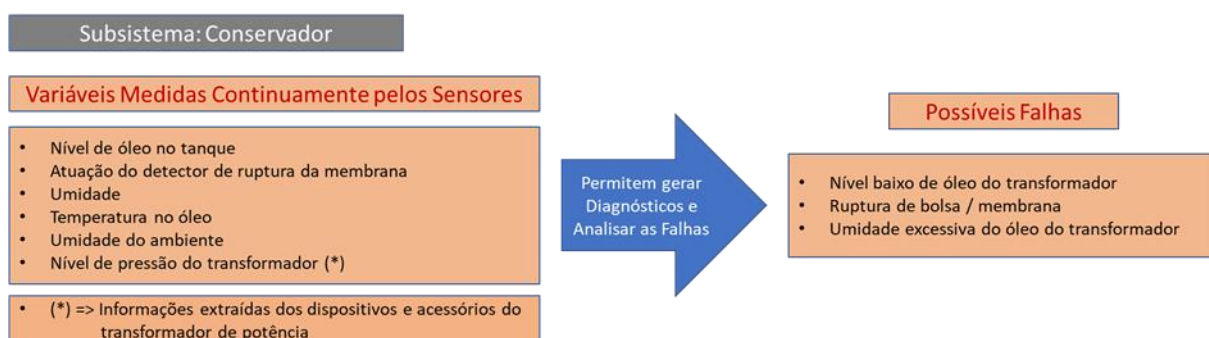 Subsistema: Conservador
Variáveis Medidas Continuamente pelos Sensores
• Nível de óleo no tanque
• Atuação do detector de ruptura da membrana
• Umidade
• Temperatura no óleo
• Umidade do ambiente
• Nível de pressão do transformador (*)
• (*) => Informações extraídas dos dispositivos e acessórios do
transformador de potência
Permitem gerar
Diagnósticos e
Analisar as Falhas
Possíveis Falhas
• Nível baixo de óleo do transformador
• Ruptura de bolsa / membrana
• Umidade excessiva do óleo do transformador